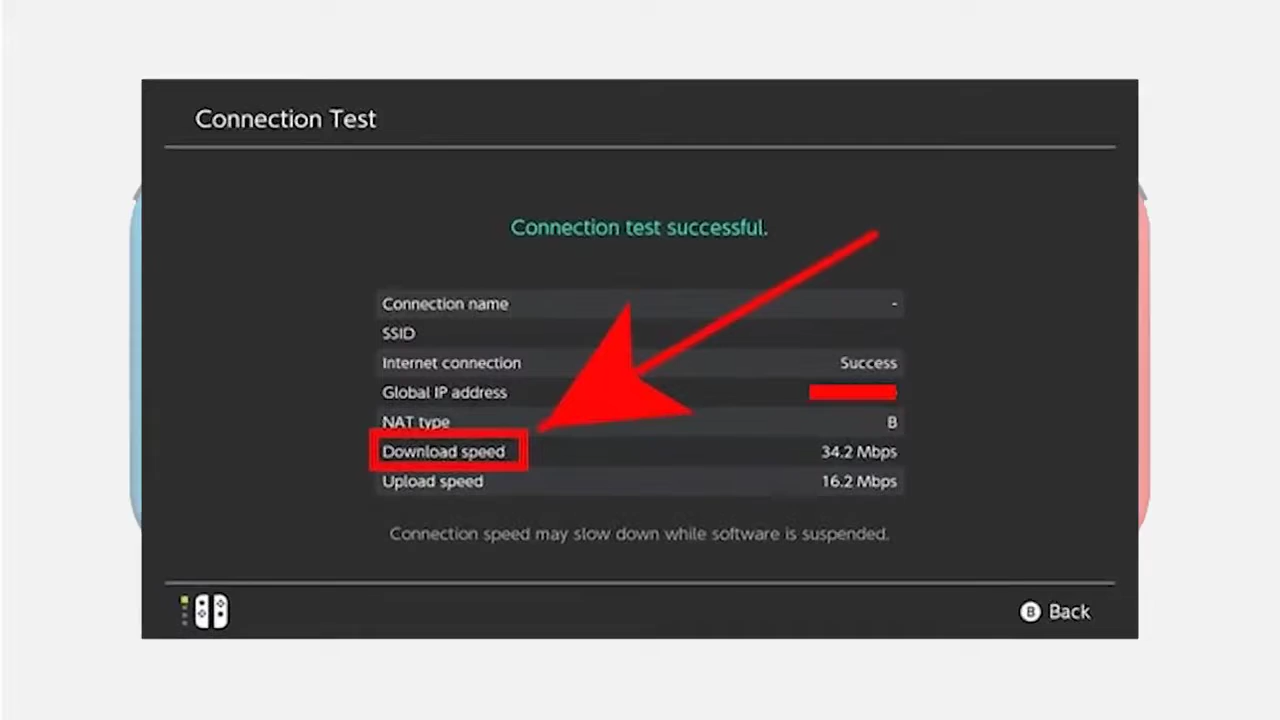 Connection Test
Connection test successful.
Connection name -
SSID
Internet connection Success
Global IP address
NAT type B
Download speed 34.2 Mbps
Upload speed 16.2 Mbps
Connection speed may slow down while software is suspended.
B Back